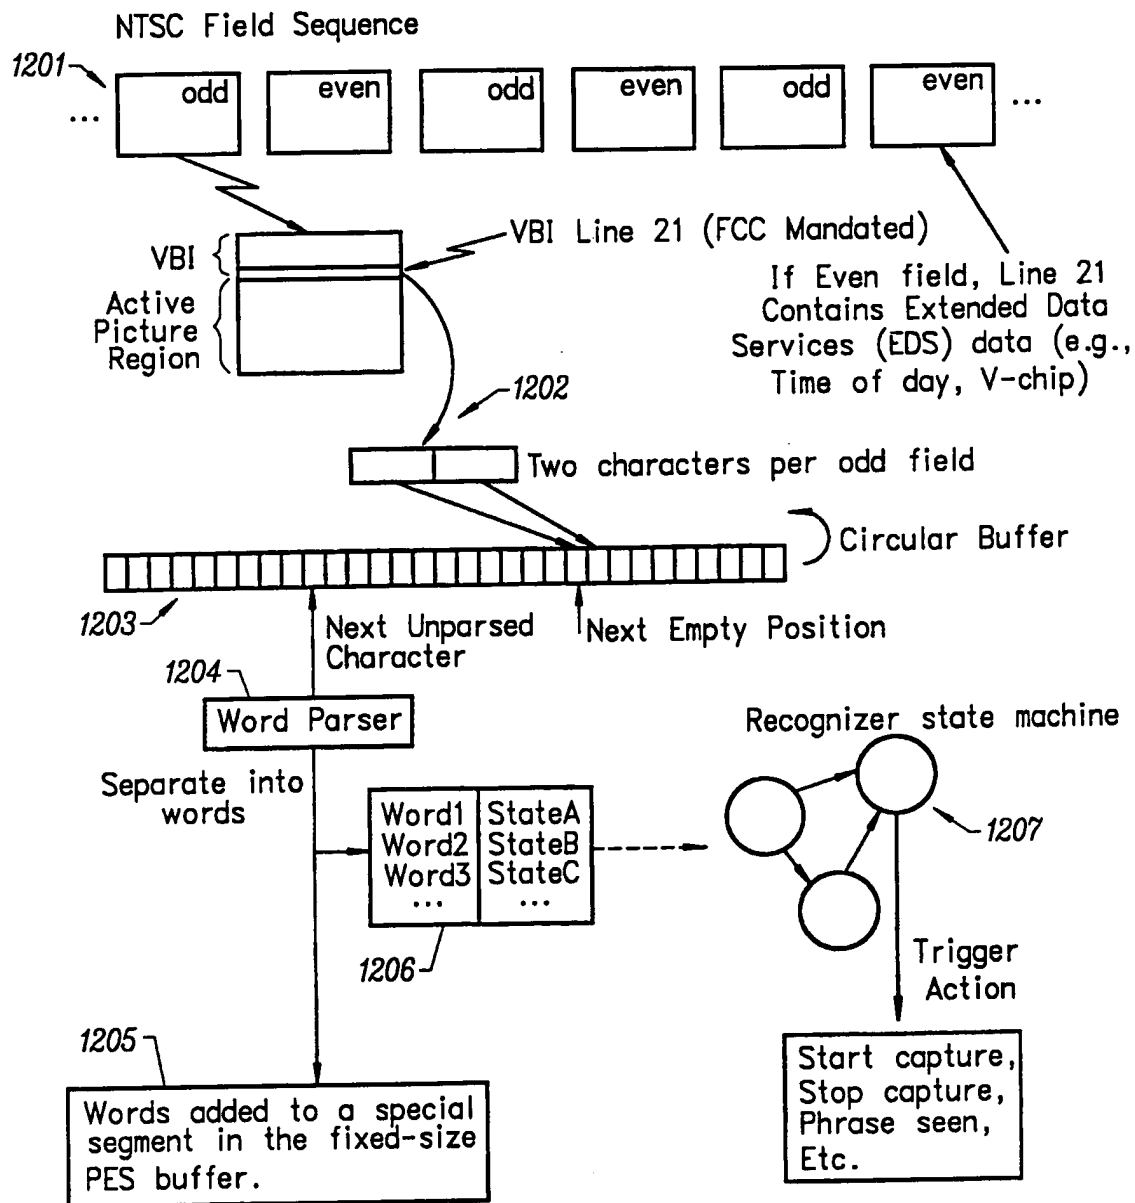 NTSC Field Sequence
1201
... odd even odd even odd even ...
VBI
VBI Line 21 (FCC Mandated)
Active
Picture
Region
If Even field, Line 21
Contains Extended Data
Services (EDS) data (e.g.,
Time of day, V-chip)
1202
Two characters per odd field
Circular Buffer
1203
Next Unparsed
Character
Next Empty Position
1204
Word Parser
Separate into
words
Word1 StateA
Word2 StateB
Word3 StateC
... ...
1206
Recognizer state machine
1207
Trigger
Action
1205
Words added to a special
segment in the fixed-size
PES buffer.
Start capture,
Stop capture,
Phrase seen,
Etc.